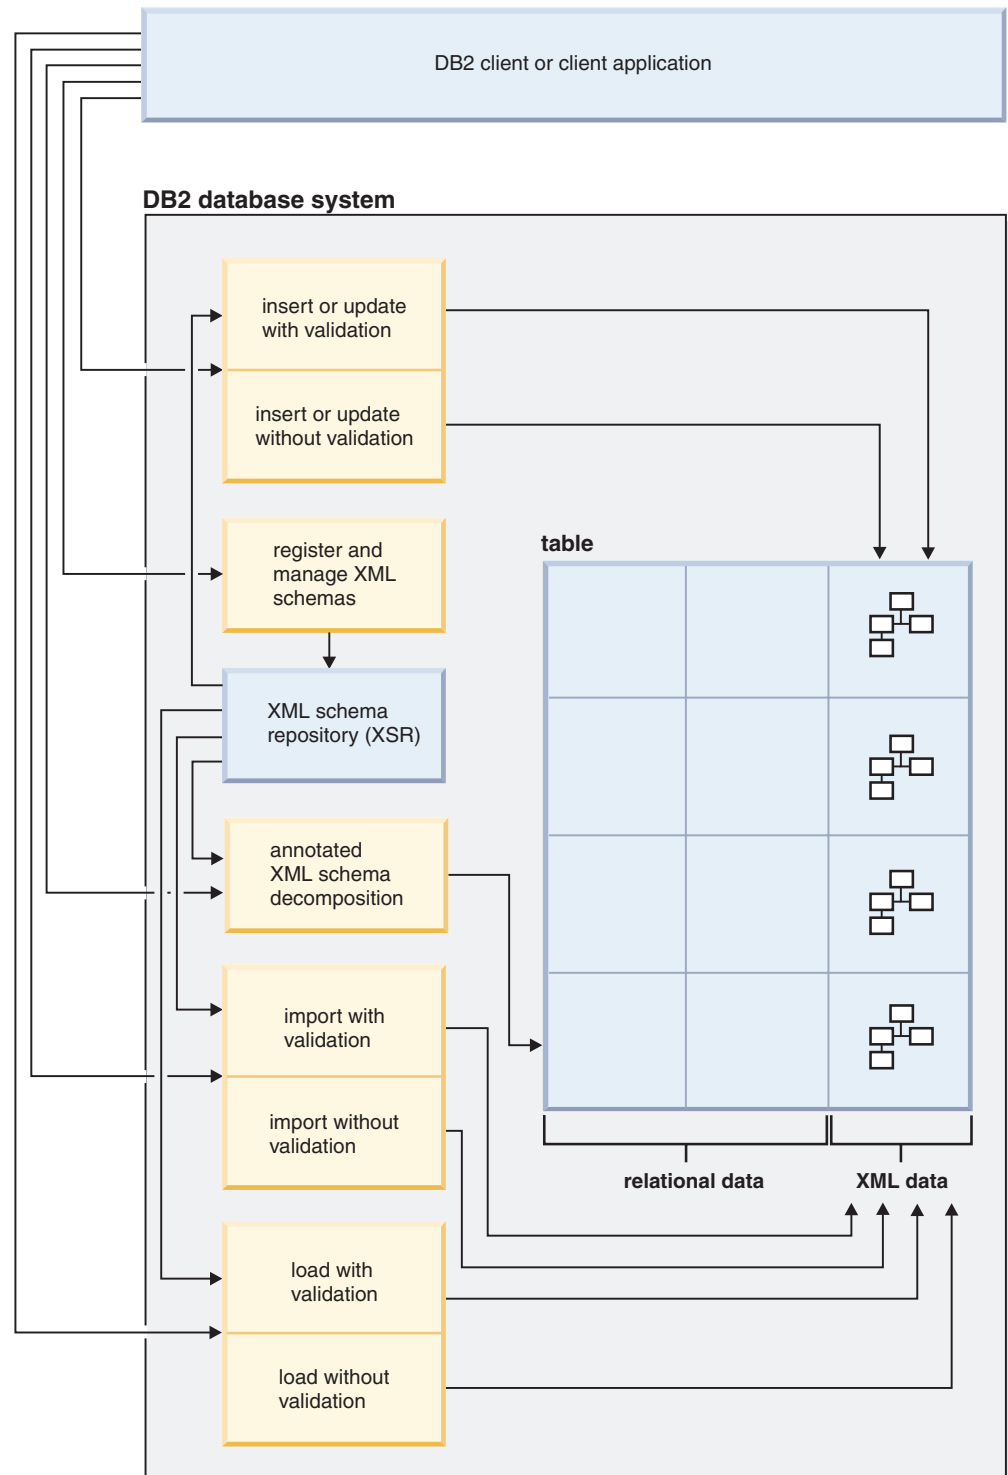 DB2 client or client application
DB2 database system
insert or update
with validation
insert or update
without validation
register and
manage XML
schemas
table
XML schema
repository (XSR)
annotated
XML schema
decomposition
import with
validation
import without
validation
relational data
XML data
load with
validation
load without
validation